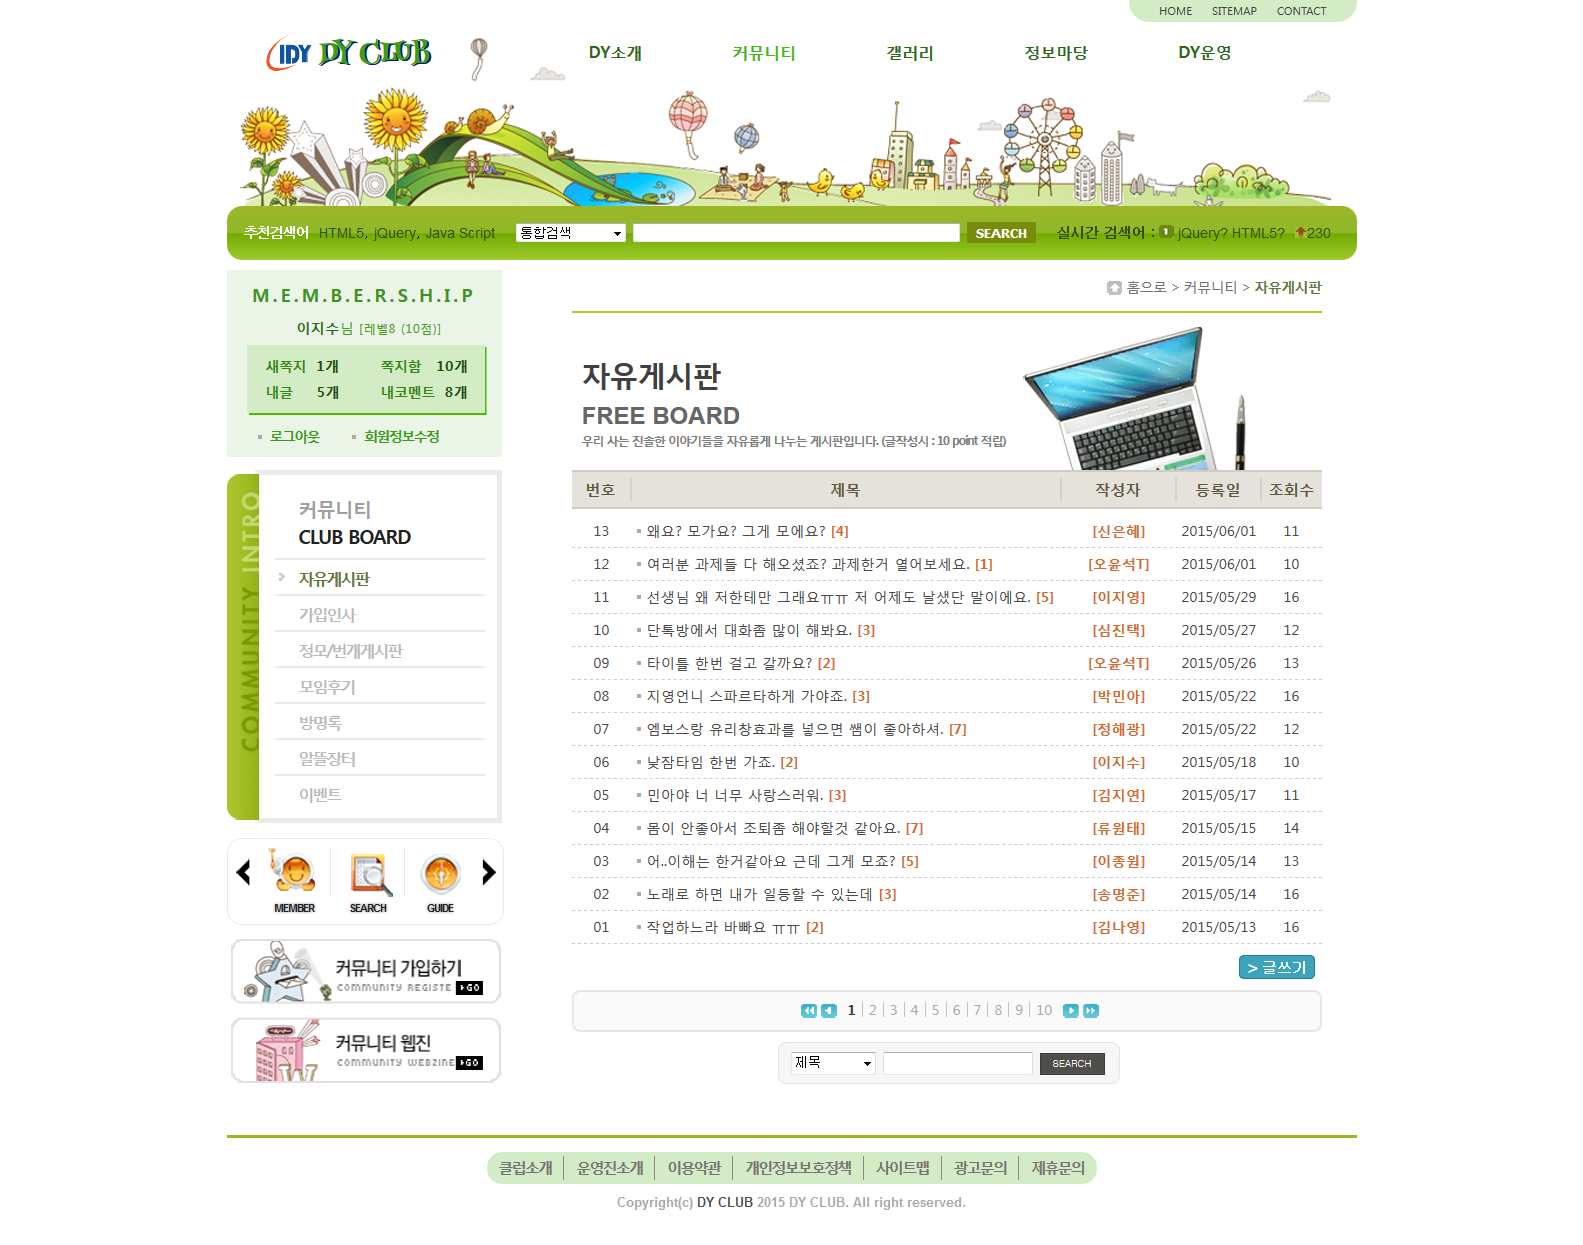 HOME SITEMAP CONTACT
IDY DY CLUB
DY소개 커뮤니티 갤러리 정보마당 DY운영
추천검색어 HTML5, jQuery, Java Script 통합검색 SEARCH 실시간 검색어 : 1 jQuery? HTML5? 230
M.E.M.B.E.R.S.H.I.P
이지수님 [레벨8 (10점)]
새쪽지 1개 쪽지함 10개
내글 5개 내코멘트 8개
로그아웃 회원정보수정
COMMUNITY INTRO
커뮤니티
CLUB BOARD
자유게시판
가입인사
정모/번개게시판
모임후기
방명록
알뜰장터
이벤트
MEMBER SEARCH GUIDE
커뮤니티 가입하기
COMMUNITY REGISTE GO
커뮤니티 웹진
COMMUNITY WEBZINE GO
홈으로 > 커뮤니티 > 자유게시판
자유게시판
FREE BOARD
우리 사는 진솔한 이야기들을 자유롭게 나누는 게시판입니다. (글작성시 : 10 point 적립)
번호 제목 작성자 등록일 조회수
13 왜요? 모가요? 그게 모에요? [4] [신은혜] 2015/06/01 11
12 여러분 과제들 다 해오셨죠? 과제한거 열어보세요. [1] [오윤석T] 2015/06/01 10
11 선생님 왜 저한테만 그래요ㅠㅠ 저 어제도 날샜단 말이에요. [5] [이지영] 2015/05/29 16
10 단톡방에서 대화좀 많이 해봐요. [3] [심진택] 2015/05/27 12
09 타이틀 한번 걸고 갈까요? [2] [오윤석T] 2015/05/26 13
08 지영언니 스파르타하게 가야죠. [3] [박민아] 2015/05/22 16
07 엠보스랑 유리창효과를 넣으면 쌤이 좋아하셔. [7] [정해광] 2015/05/22 12
06 낮잠타임 한번 가죠. [2] [이지수] 2015/05/18 10
05 민아야 너 너무 사랑스러워. [3] [김지연] 2015/05/17 11
04 몸이 안좋아서 조퇴좀 해야할것 같아요. [7] [류원태] 2015/05/15 14
03 어..이해는 한거같아요 근데 그게 모죠? [5] [이종원] 2015/05/14 13
02 노래로 하면 내가 일등할 수 있는데 [3] [송명준] 2015/05/14 16
01 작업하느라 바빠요 ㅠㅠ [2] [김나영] 2015/05/13 16
> 글쓰기
1 | 2 | 3 | 4 | 5 | 6 | 7 | 8 | 9 | 10
제목 SEARCH
클럽소개 운영진소개 이용약관 개인정보보호정책 사이트맵 광고문의 제휴문의
Copyright(c) DY CLUB 2015 DY CLUB. All right reserved.